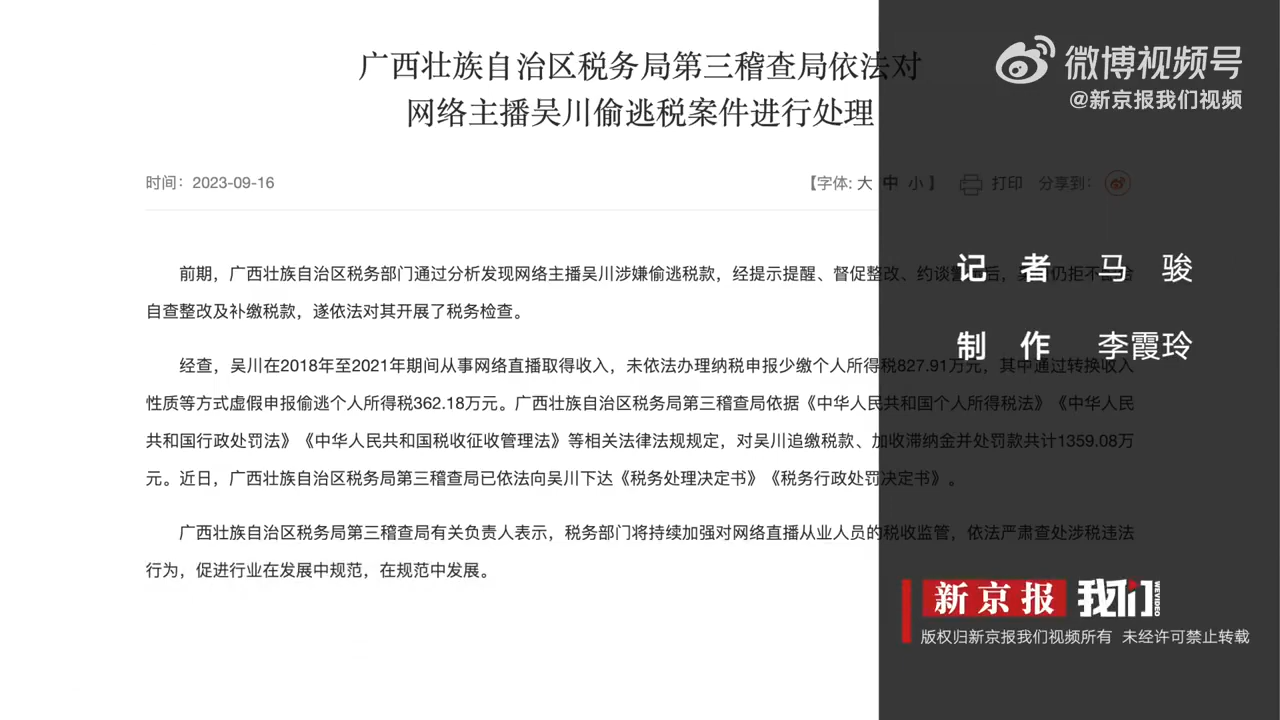 广西壮族自治区税务局第三稽查局依法对
网络主播吴川偷逃税案件进行处理
时间：2023-09-16
【字体: 大 中 小 】 打印 分享到：
前期，广西壮族自治区税务部门通过分析发现网络主播吴川涉嫌偷逃税款，经提示提醒、督促整改、约谈
自查整改及补缴税款，遂依法对其开展了税务检查。
经查，吴川在2018年至2021年期间从事网络直播取得收入，未依法办理纳税申报少缴个人所得税827.91万元，其中通过转换收入
性质等方式虚假申报偷逃个人所得税362.18万元。广西壮族自治区税务局第三稽查局依据《中华人民共和国个人所得税法》《中华人民
共和国行政处罚法》《中华人民共和国税收征收管理法》等相关法律法规规定，对吴川追缴税款、加收滞纳金并处罚款共计1359.08万
元。近日，广西壮族自治区税务局第三稽查局已依法向吴川下达《税务处理决定书》《税务行政处罚决定书》。
广西壮族自治区税务局第三稽查局有关负责人表示，税务部门将持续加强对网络直播从业人员的税收监管，依法严肃查处涉税违法
行为，促进行业在发展中规范，在规范中发展。
微博视频号
@新京报我们视频
记 者 马 骏
制 作 李霞玲
新京报 我们 WEVIDEO
版权归新京报我们视频所有 未经许可禁止转载